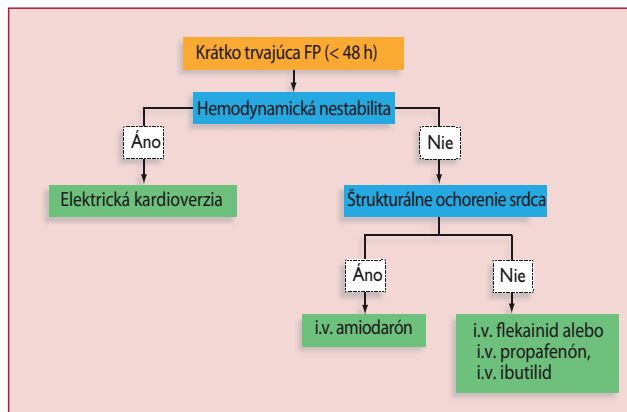 Krátko trvajúca FP (< 48 h)
Hemodynamická nestabilita
Áno
Nie
Elektrická kardioverzia
Štrukturálne ochorenie srdca
Áno
Nie
i.v. amiodarón
i.v. flekainid alebo
i.v. propafenón,
i.v. ibutilid